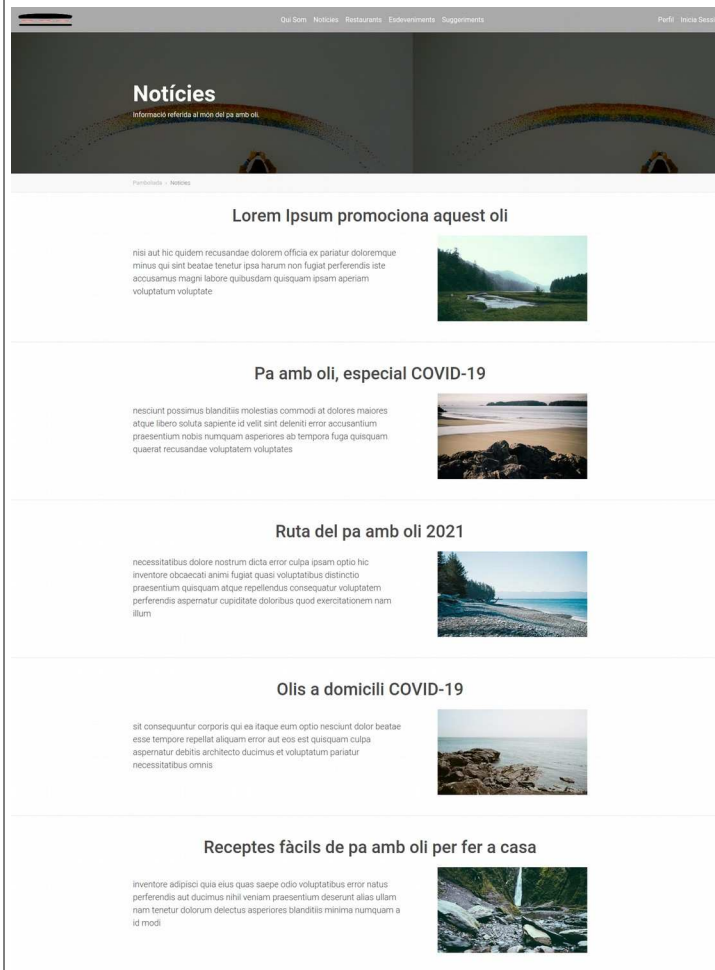 Qui Som Notícies Restaurants Esdeveniments Suggeriments
Perfil Inicia
Notícies
Informació referida al món del pa amb oli.
Notícies
Lorem Ipsum promociona aquest oli
nisi aut hic quidem recusandae dolorem officia ex pariatur doloremque
minus qui sint beatae tenetur ipsa harum non fugiat perferendis iste
accusamus magni labore quibusdam quisquam ipsam aperiam
voluptatum voluptate
Pa amb oli, especial COVID-19
nesciunt possimus blanditiis molestias commodi at dolores maiores
atque libero soluta sapiente id velit sint deleniti error accusantium
praesentium nobis numquam asperiores ab tempora fuga quisquam
quaerat recusandae voluptatem voluptates
Ruta del pa amb oli 2021
necessitatibus dolore nostrum dicta error culpa ipsam optio hic
inventore obcaecati animi fugiat quasi voluptatibus distinctio
praesentium quisquam atque repellendus consequatur voluptatem
perferendis aspernatur cupiditate doloribus quod exercitationem nam
illum
Olis a domicili COVID-19
sit consequuntur corporis qui ea itaque eum optio nesciunt dolor beatae
esse tempore repellat aliquam error aut eos est quisquam culpa
aspernatur debitis architecto ducimus et voluptatum pariatur
necessitatibus omnis
Receptes fàcils de pa amb oli per fer a casa
inventore adipisci quia eius quas saepe odio voluptatibus error natus
perferendis aut ducimus nihil veniam praesentium deserunt alias ullam
nam tenetur dolorum delectus asperiores blanditiis minima numquam a
id modi